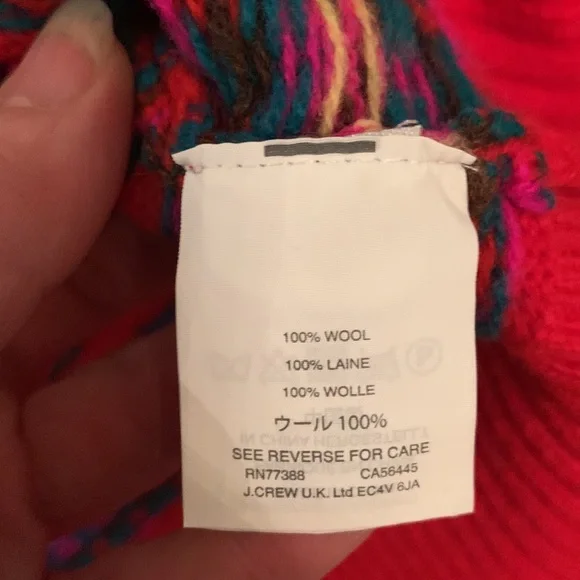 100% WOOL
100% LAINE
100% WOLLE
ウール 100%
SEE REVERSE FOR CARE
RN77388 CA56445
J.CREW U.K. Ltd EC4V 6JA